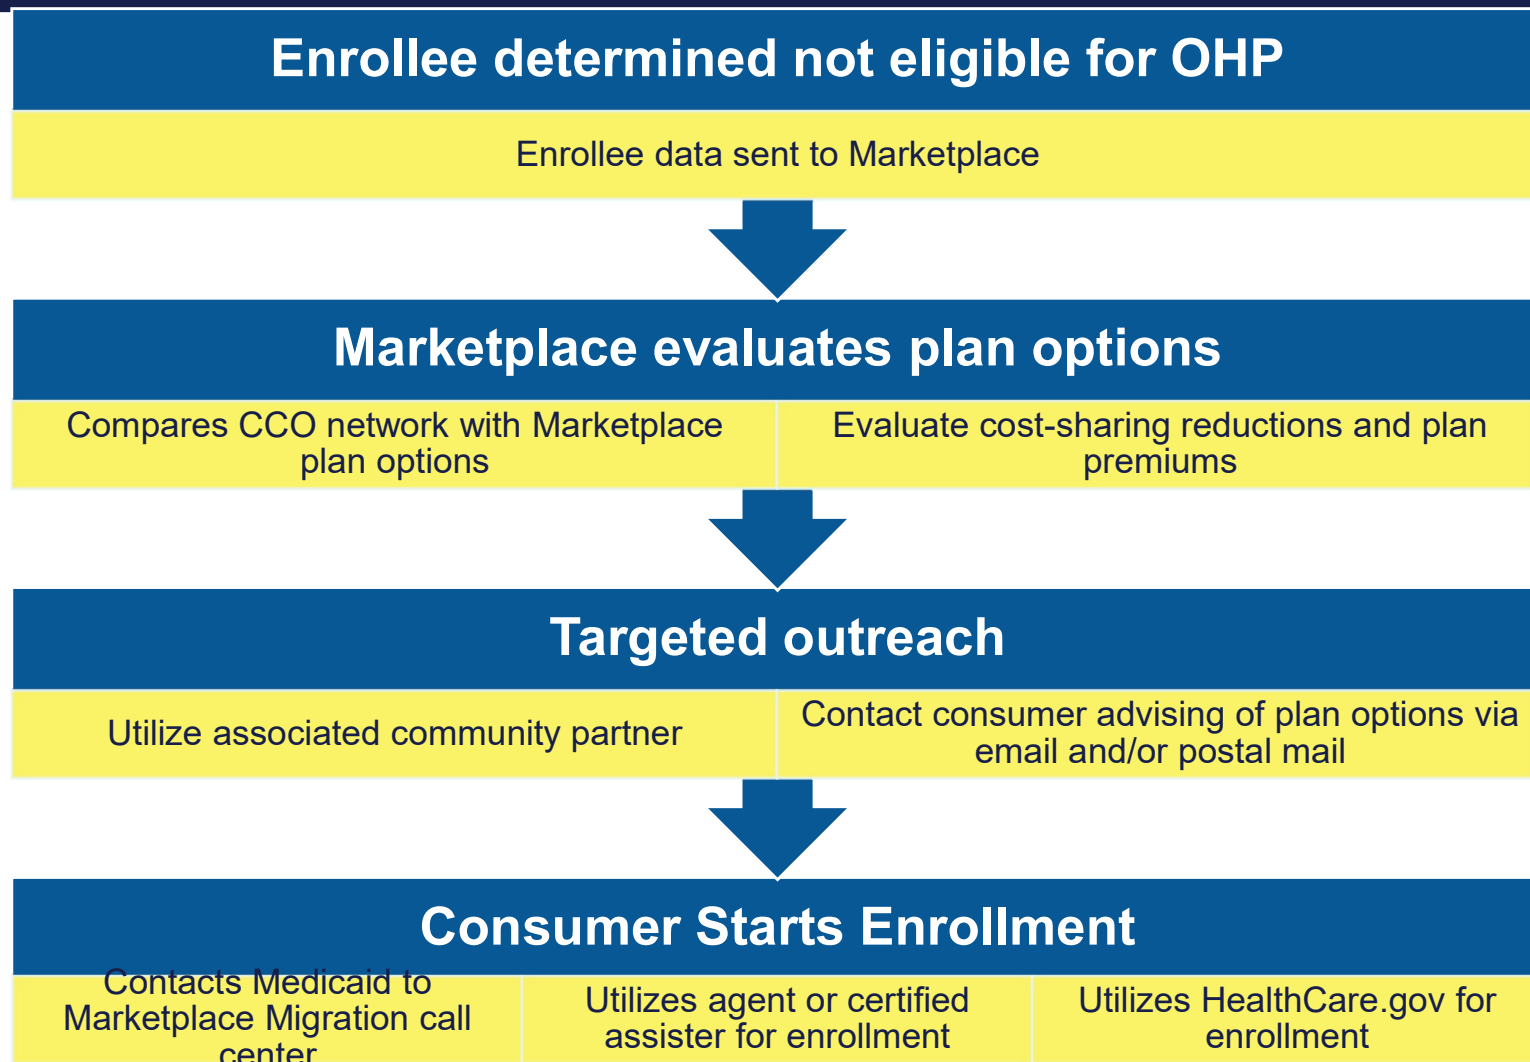 Enrollee determined not eligible for OHP
Enrollee data sent to Marketplace
Marketplace evaluates plan options
Compares CCO network with Marketplace
plan options
Evaluate cost-sharing reductions and plan
premiums
Targeted outreach
Utilize associated community partner
Contact consumer advising of plan options via
email and/or postal mail
Consumer Starts Enrollment
Contacts Medicaid to
Marketplace Migration call
center
Utilizes agent or certified
assister for enrollment
Utilizes HealthCare.gov for
enrollment